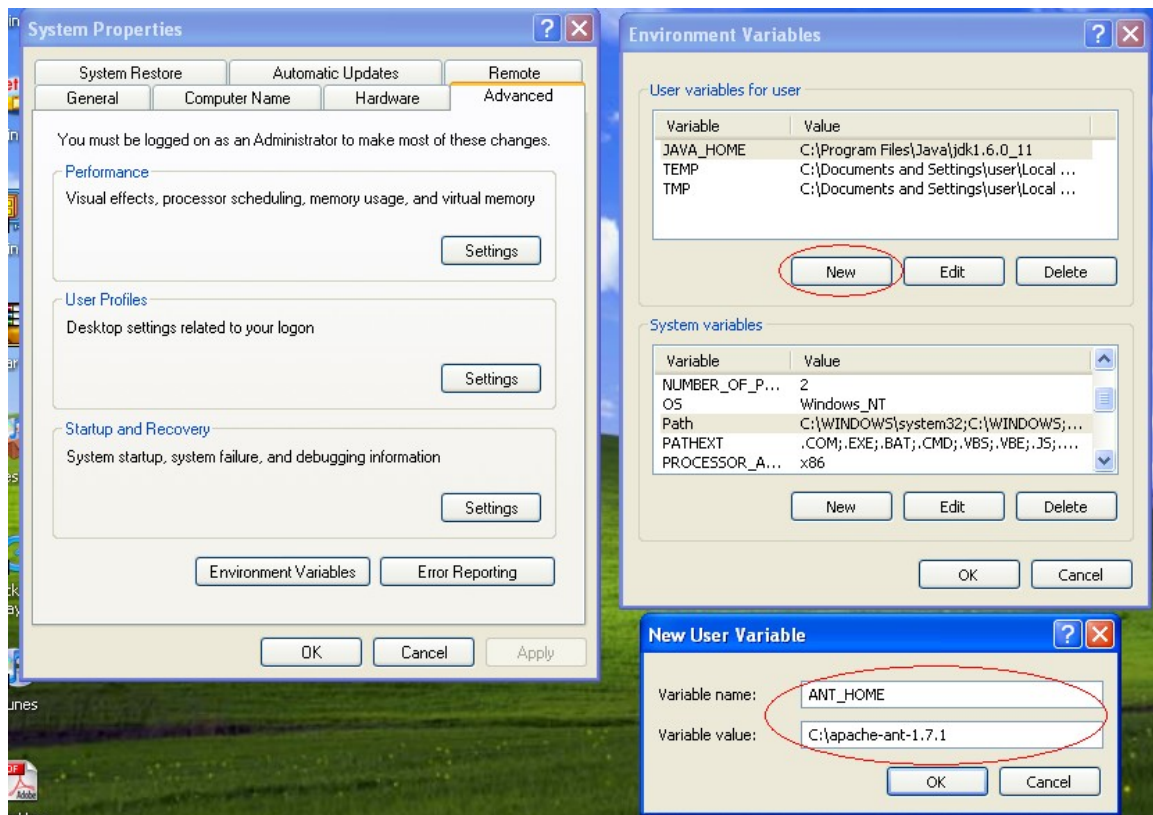 System Properties
System Restore
Automatic Updates
Remote
General
Computer Name
Hardware
Advanced
You must be logged on as an Administrator to make most of these changes.
Performance
Visual effects, processor scheduling, memory usage, and virtual memory
Settings
User Profiles
Desktop settings related to your logon
Settings
Startup and Recovery
System startup, system failure, and debugging information
Settings
Environment Variables
Error Reporting
OK
Cancel
Apply
Environment Variables
User variables for user
Variable Value
JAVA_HOME C:\Program Files\Java\jdk1.6.0_11
TEMP C:\Documents and Settings\user\Local ...
TMP C:\Documents and Settings\user\Local ...
New
Edit
Delete
System variables
Variable Value
NUMBER_OF_P... 2
OS Windows_NT
Path C:\WINDOWS\system32;C:\WINDOWS;...
PATHEXT .COM;.EXE;.BAT;.CMD;.VBS;.VBE;.JS;....
PROCESSOR_A... x86
New
Edit
Delete
OK
Cancel
New User Variable
Variable name: ANT_HOME
Variable value: C:\apache-ant-1.7.1
OK
Cancel
unes
Adobe